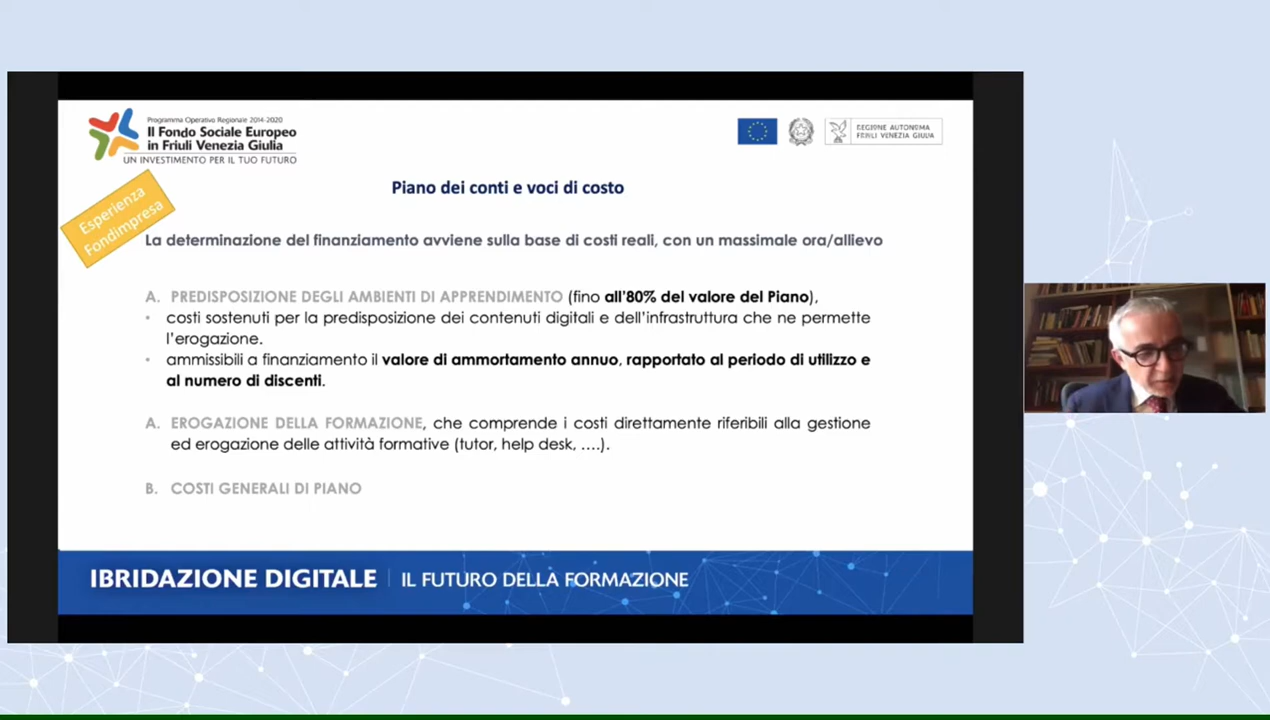 Programma Operativo Regionale 2014-2020
Il Fondo Sociale Europeo
in Friuli Venezia Giulia
UN INVESTIMENTO PER IL TUO FUTURO
REGIONE AUTONOMA
FRIULI VENEZIA GIULIA
Esperienza
Fondimpresa
Piano dei conti e voci di costo
La determinazione del finanziamento avviene sulla base di costi reali, con un massimale ora/allievo
A. PREDISPOSIZIONE DEGLI AMBIENTI DI APPRENDIMENTO (fino all'80% del valore del Piano),
• costi sostenuti per la predisposizione dei contenuti digitali e dell'infrastruttura che ne permette
l'erogazione.
• ammissibili a finanziamento il valore di ammortamento annuo, rapportato al periodo di utilizzo e
al numero di discenti.
A. EROGAZIONE DELLA FORMAZIONE, che comprende i costi direttamente riferibili alla gestione
ed erogazione delle attività formative (tutor, help desk, ….).
B. COSTI GENERALI DI PIANO
IBRIDAZIONE DIGITALE | IL FUTURO DELLA FORMAZIONE